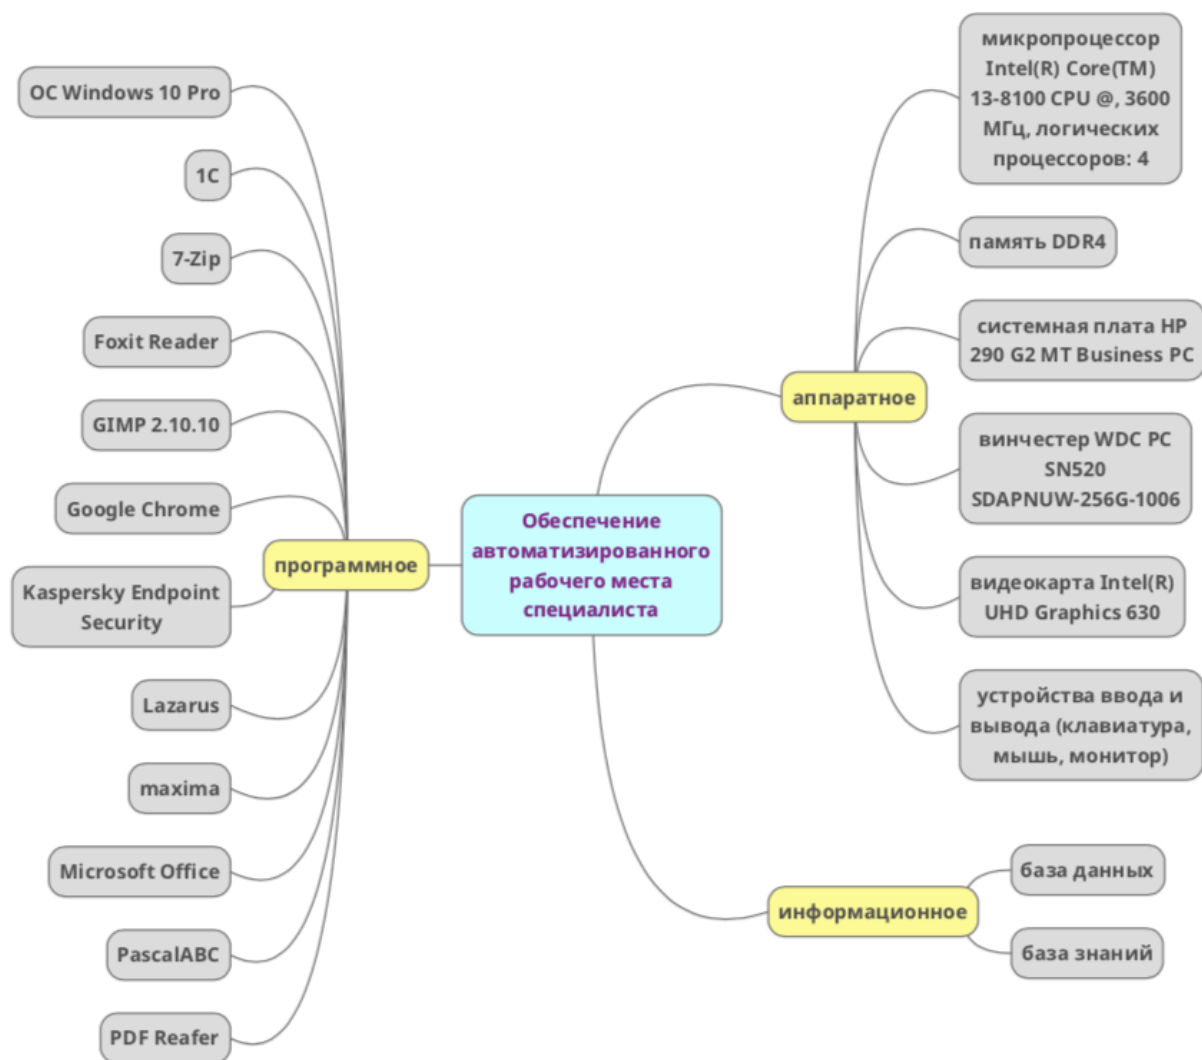 ОС Windows 10 Pro
1С
7-Zip
Foxit Reader
GIMP 2.10.10
Google Chrome
Kaspersky Endpoint
Security
Lazarus
maxima
Microsoft Office
PascalABC
PDF Reafer
программное
Обеспечение
автоматизированного
рабочего места
специалиста
аппаратное
микропроцессор
Intel(R) Core(TM)
13-8100 CPU @, 3600
МГц, логических
процессоров: 4
память DDR4
системная плата HP
290 G2 MT Business PC
винчестер WDC PC
SN520
SDAPNUW-256G-1006
видеокарта Intel(R)
UHD Graphics 630
устройства ввода и
вывода (клавиатура,
мышь, монитор)
информационное
база данных
база знаний